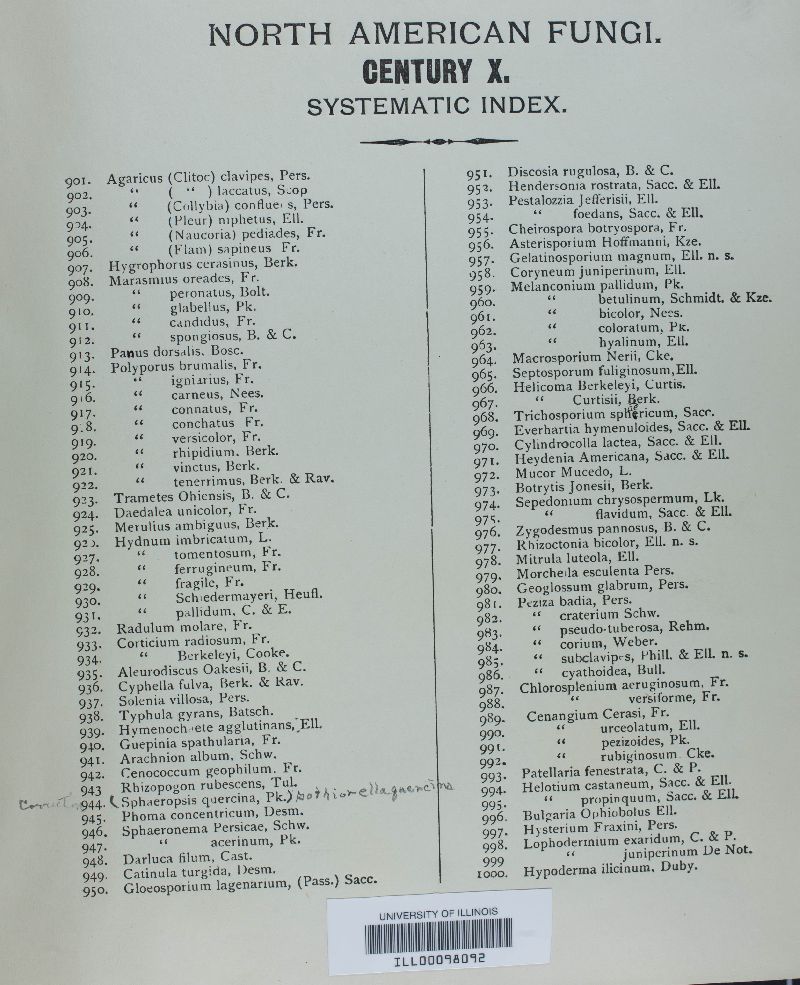 NORTH AMERICAN FUNGI.
CENTURY X.
SYSTEMATIC INDEX.
901. Agaricus (Clitoc) clavipes, Pers.
902. “ ( “ ) laccatus, Scop
903. “ (Collybia) conflue s, Pers.
904. “ (Pleur) niphetus, Ell.
905. “ (Naucoria) pediades, Fr.
906. “ (Flam) sapineus Fr.
907. Hygrophorus cerasinus, Berk.
908. Marasmius oreades, Fr.
909. “ peronatus, Bolt.
910. “ glabellus, Pk.
911. “ candidus, Fr.
912. “ spongiosus, B. & C.
913. Panus dorsalis, Bosc.
914. Polyporus brumalis, Fr.
915. “ igniarius, Fr.
916. “ carneus, Nees.
917. “ connatus, Fr.
918. “ conchatus Fr.
919. “ versicolor, Fr.
920. “ rhipidium, Berk.
921. “ vinctus, Berk.
922. “ tenerrimus, Berk. & Rav.
923. Trametes Ohiensis, B. & C.
924. Daedalea unicolor, Fr.
925. Merulius ambiguus, Berk.
926. Hydnum imbricatum, L.
927. “ tomentosum, Fr.
928. “ ferrugineum, Fr.
929. “ fragile, Fr.
930. “ Schiedermayeri, Heufl.
931. “ pallidum, C. & E.
932. Radulum molare, Fr.
933. Corticium radiosum, Fr.
934. “ Berkeleyi, Cooke.
935. Aleurodiscus Oakesii, B. & C.
936. Cyphella fulva, Berk. & Rav.
937. Solenia villosa, Pers.
938. Typhula gyrans, Batsch.
939. Hymenochaete agglutinans, Ell.
940. Guepinia spathularia, Fr.
941. Arachnion album, Schw.
942. Cenococcum geophilum, Fr.
943 Rhizopogon rubescens, Tul.
944. (Sphaeropsis quercina, Pk.) Dothiorella quercina
945. Phoma concentricum, Desm.
946. Sphaeronema Persicae, Schw.
947. “ acerinum, Pk.
948. Darluca filum, Cast.
949. Catinula turgida, Desm.
950. Gloeosporium lagenarium, (Pass.) Sacc.
951. Discosia rugulosa, B. & C.
952. Hendersonia rostrata, Sacc. & Ell.
953. Pestalozzia Jefferisii, Ell.
954. “ foedans, Sacc. & Ell.
955. Cheirospora botryospora, Fr.
956. Asterisporium Hoffmanni, Kze.
957. Gelatinosporium magnum, Ell. n. s.
958. Coryneum juniperinum, Ell.
959. Melanconium pallidum, Pk.
960. “ betulinum, Schmidt. & Kze.
961. “ bicolor, Nees.
962. “ coloratum, Pk.
963. “ hyalinum, Ell.
964. Macrosporium Nerii, Cke.
965. Septosporum fuliginosum, Ell.
966. Helicoma Berkeleyi, Curtis.
967. “ Curtisii, Berk.
968. Trichosporium sphericum, Sacc.
969. Everhartia hymenuloides, Sacc. & Ell.
970. Cylindrocolla lactea, Sacc. & Ell.
971. Heydenia Americana, Sacc. & Ell.
972. Mucor Mucedo, L.
973. Botrytis Jonesii, Berk.
974. Sepedonium chrysospermum, Lk.
975. “ flavidum, Sacc. & Ell.
976. Zygodesmus pannosus, B. & C.
977. Rhizoctonia bicolor, Ell. n. s.
978. Mitrula luteola, Ell.
979. Morchella esculenta Pers.
980. Geoglossum glabrum, Pers.
981. Peziza badia, Pers.
982. “ craterium Schw.
983. “ pseudo-tuberosa, Rehm.
984. “ corium, Weber.
985. “ subclavipes, Phill. & Ell. n. s.
986. “ cyathoidea, Bull.
987. Chlorosplenium aeruginosum, Fr.
988. “ versiforme, Fr.
989. Cenangium Cerasi, Fr.
990. “ urceolatum, Ell.
991. “ pezizoides, Pk.
992. “ rubiginosum Cke.
993. Patellaria fenestrata, C. & P.
994. Helotium castaneum, Sacc. & Ell.
995. “ propinquum, Sacc. & Ell.
996. Bulgaria Ophiobolus Ell.
997. Hysterium Fraxini, Pers.
998. Lophodermium exaridum, C. & P.
999 “ juniperinum De Not.
1000. Hypoderma ilicinum, Duby.
UNIVERSITY OF ILLINOIS
ILL00098092